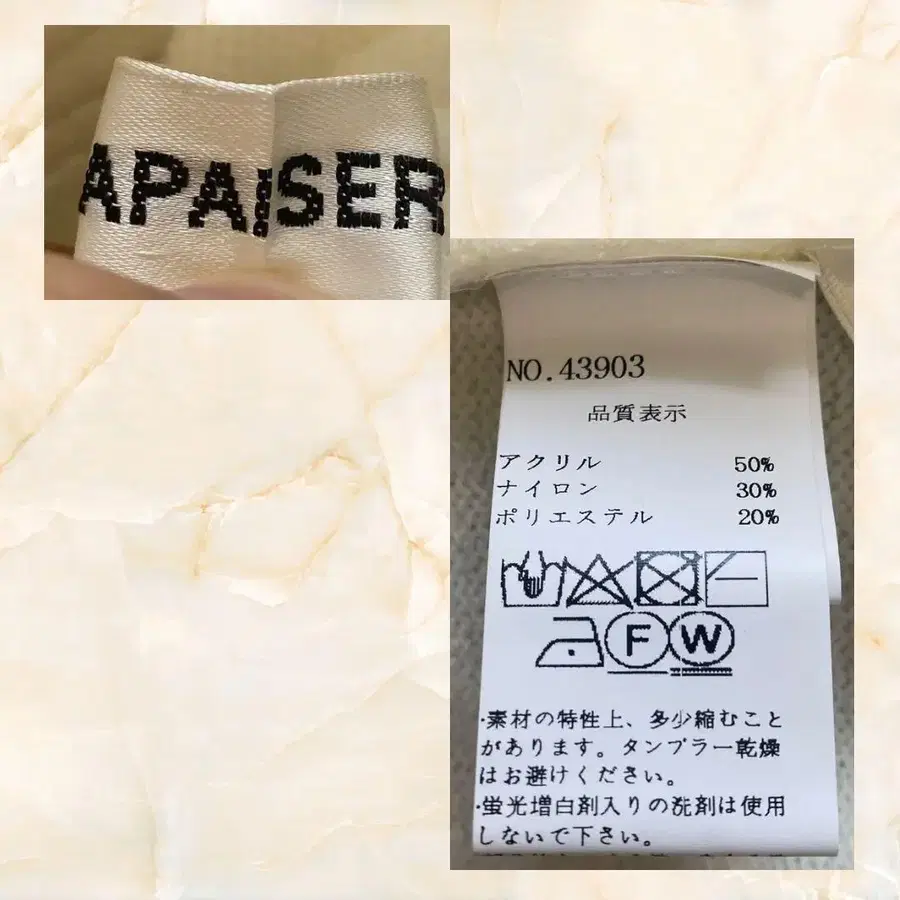 APAISER
NO.43903
品質表示
アクリル 50%
ナイロン 30%
ポリエステル 20%
F W
·素材の特性上、多少縮むこと
があります。タンブラー乾燥
はお避けください。
·蛍光増白剤入りの洗剤は使用
しないで下さい。